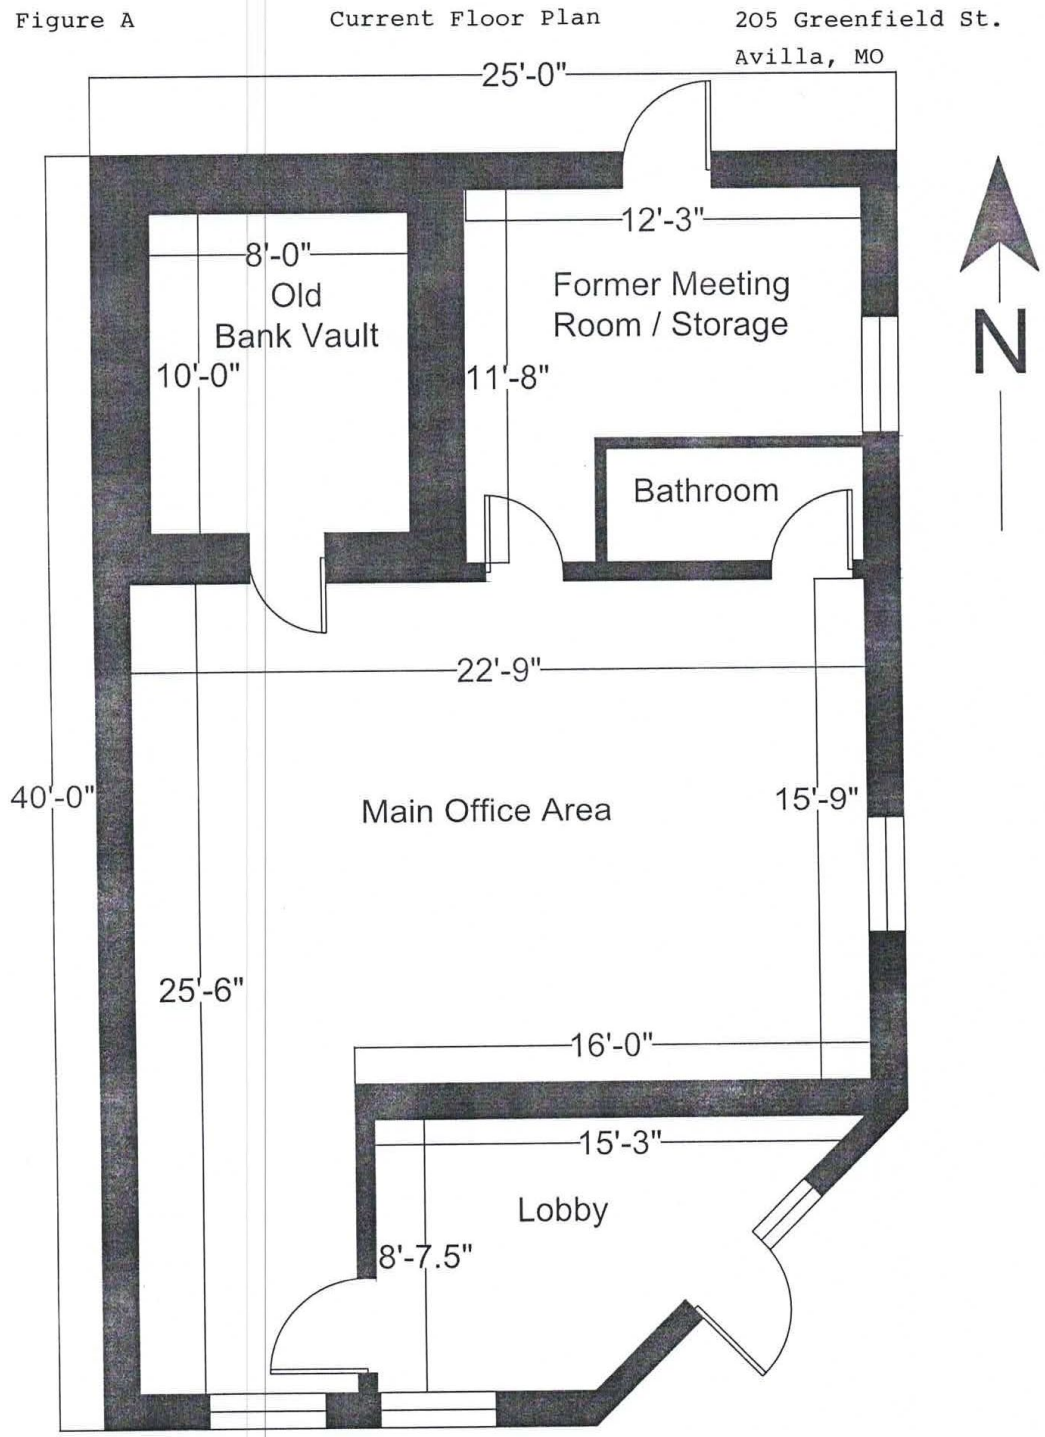 Figure A
Current Floor Plan
205 Greenfield St.
Avilla, MO
25'-0"
12'-3"
8'-0"
Old
Bank Vault
Former Meeting
Room / Storage
N
10'-0"
11'-8"
Bathroom
22'-9"
40'-0"
15'-9"
Main Office Area
25'-6"
16'-0"
15'-3"
Lobby
8'-7.5"